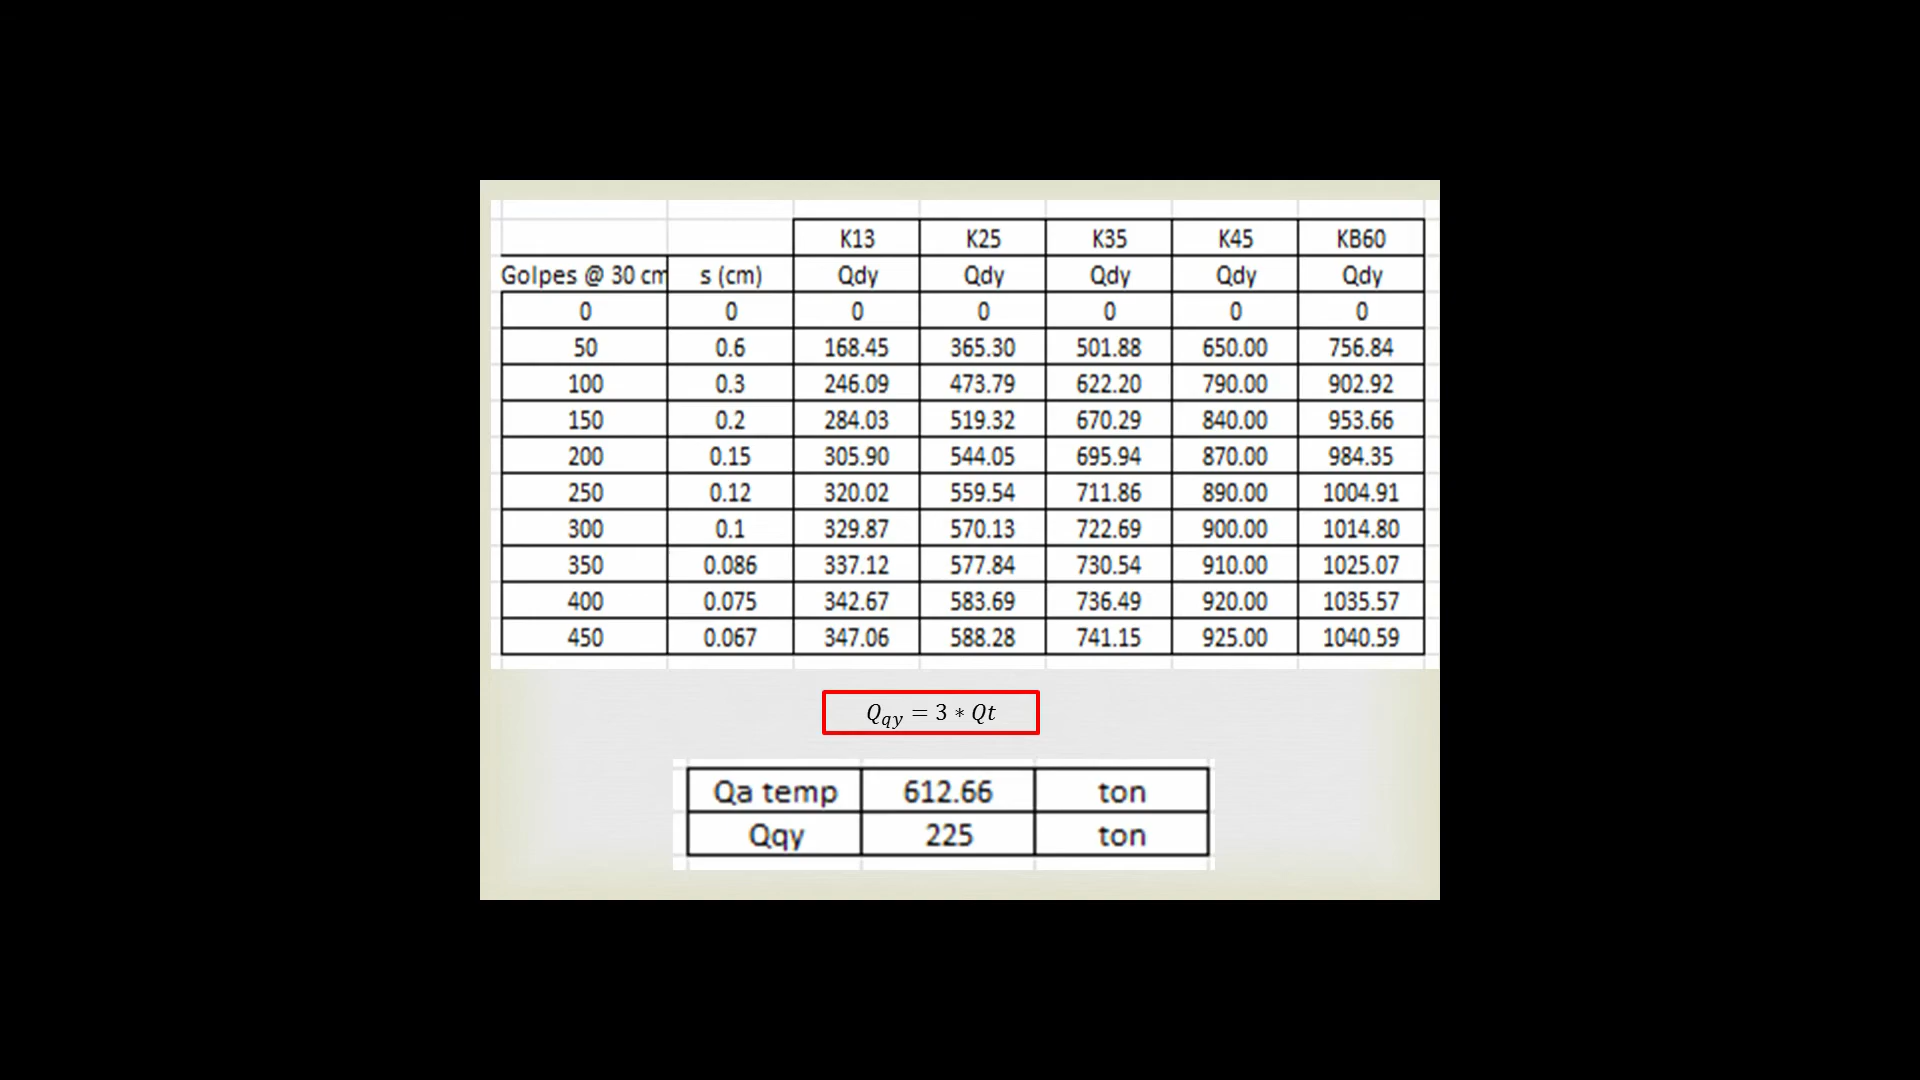 K13 K25 K35 K45 KB60
Golpes @ 30 cm s (cm) Qdy Qdy Qdy Qdy Qdy
0 0 0 0 0 0 0
50 0.6 168.45 365.30 501.88 650.00 756.84
100 0.3 246.09 473.79 622.20 790.00 902.92
150 0.2 284.03 519.32 670.29 840.00 953.66
200 0.15 305.90 544.05 695.94 870.00 984.35
250 0.12 320.02 559.54 711.86 890.00 1004.91
300 0.1 329.87 570.13 722.69 900.00 1014.80
350 0.086 337.12 577.84 730.54 910.00 1025.07
400 0.075 342.67 583.69 736.49 920.00 1035.57
450 0.067 347.06 588.28 741.15 925.00 1040.59
Qqy = 3 ∗ Qt
Qa temp 612.66 ton
Qqy 225 ton